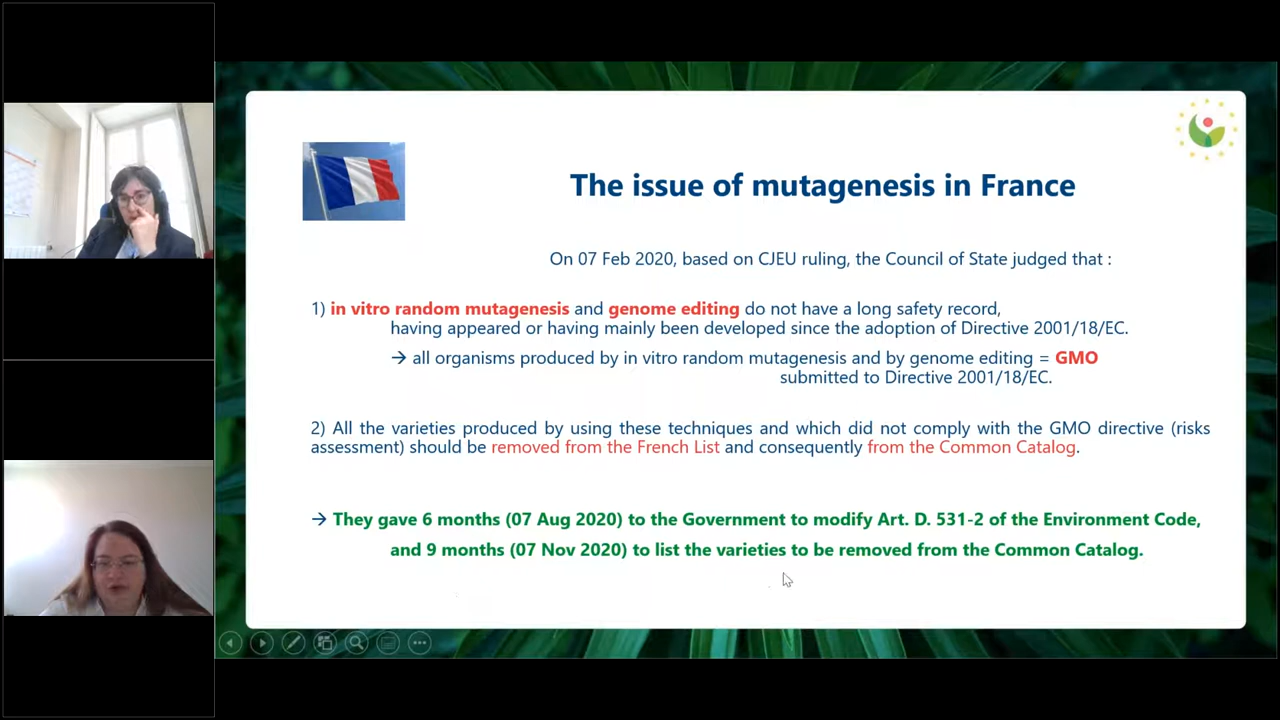 The issue of mutagenesis in France
On 07 Feb 2020, based on CJEU ruling, the Council of State judged that :
1) in vitro random mutagenesis and genome editing do not have a long safety record,
having appeared or having mainly been developed since the adoption of Directive 2001/18/EC.
→ all organisms produced by in vitro random mutagenesis and by genome editing = GMO
submitted to Directive 2001/18/EC.
2) All the varieties produced by using these techniques and which did not comply with the GMO directive (risks
assessment) should be removed from the French List and consequently from the Common Catalog.
→ They gave 6 months (07 Aug 2020) to the Government to modify Art. D. 531-2 of the Environment Code,
and 9 months (07 Nov 2020) to list the varieties to be removed from the Common Catalog.